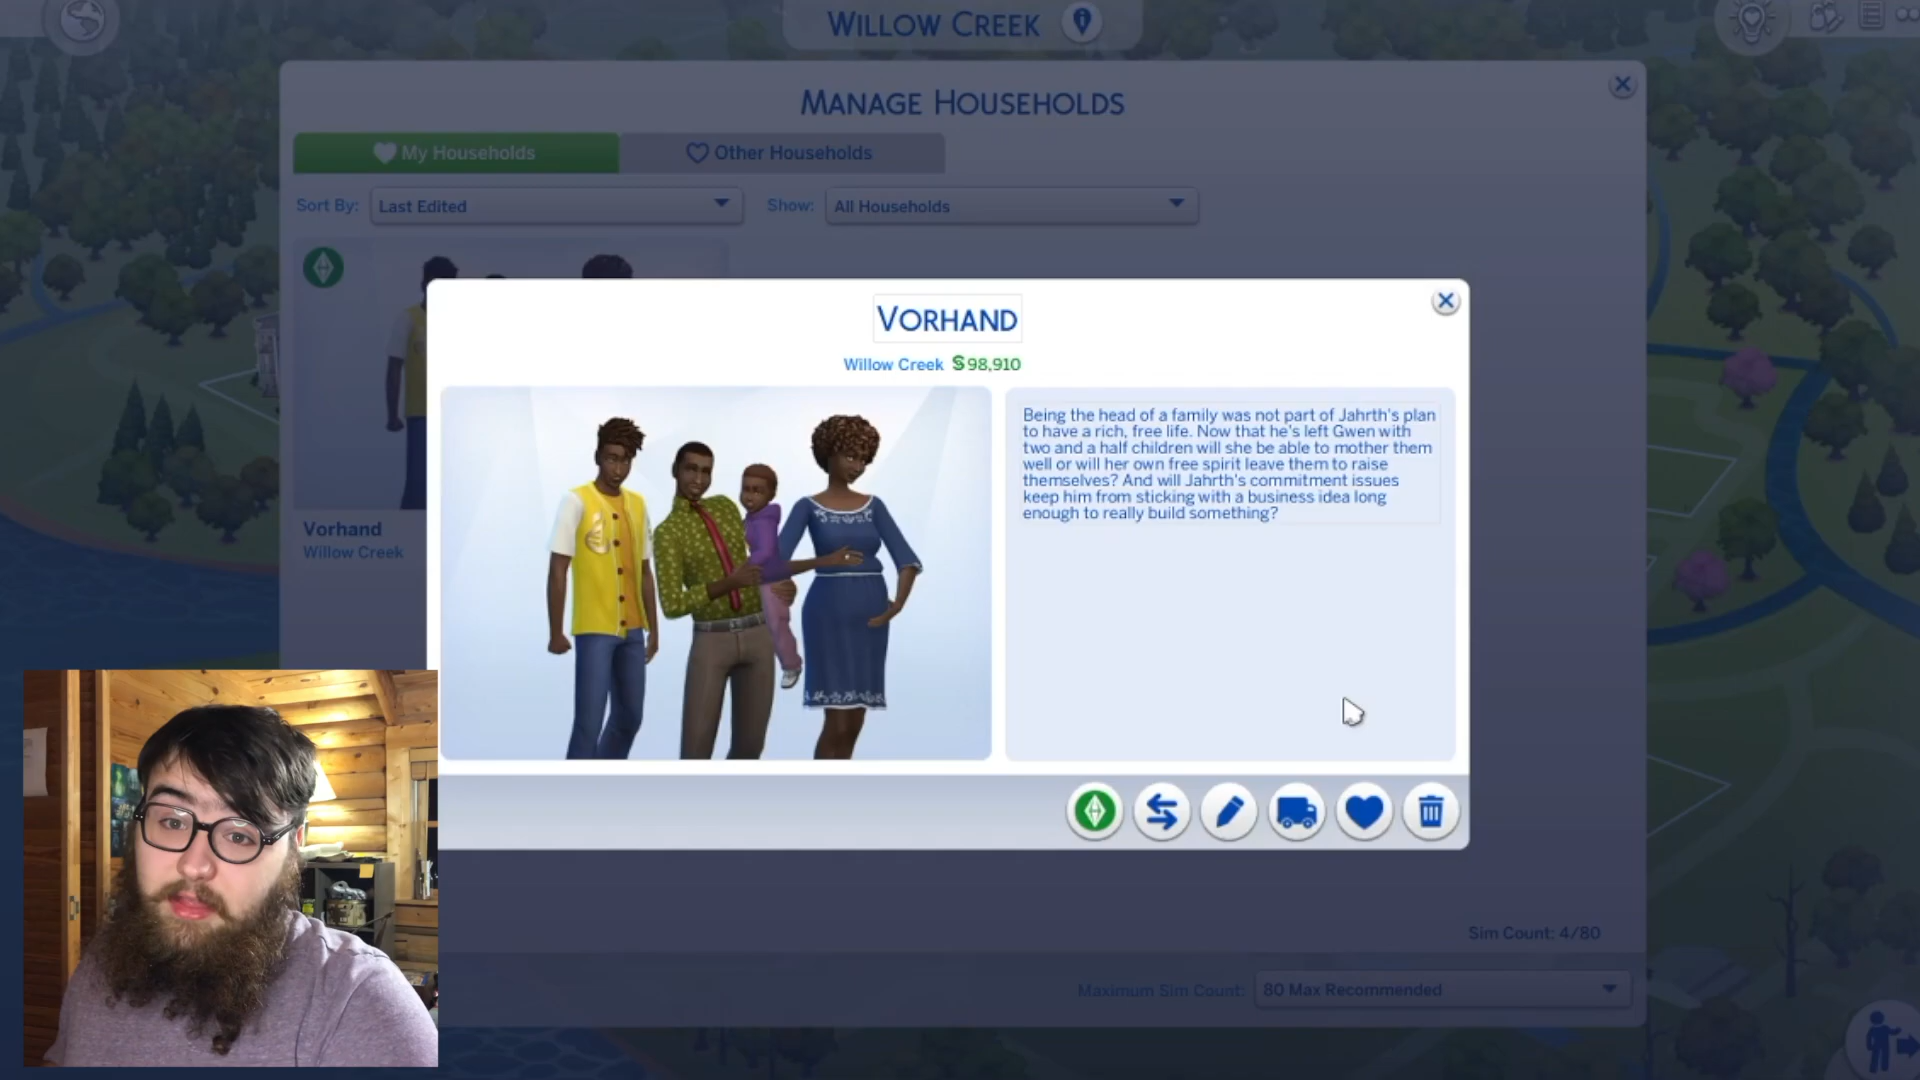 WILLOW CREEK
MANAGE HOUSEHOLDS
My Households
Other Households
Sort By: Last Edited
Show: All Households
VORHAND
Willow Creek §98,910
Being the head of a family was not part of Jahrth's plan
to have a rich, free life. Now that he's left Gwen with
two and a half children will she be able to mother them
well or will her own free spirit leave them to raise
themselves? And will Jahrth's commitment issues
keep him from sticking with a business idea long
enough to really build something?
Vorhand
Willow Creek
Sim Count: 4/80
Maximum Sim Count: 80 Max Recommended